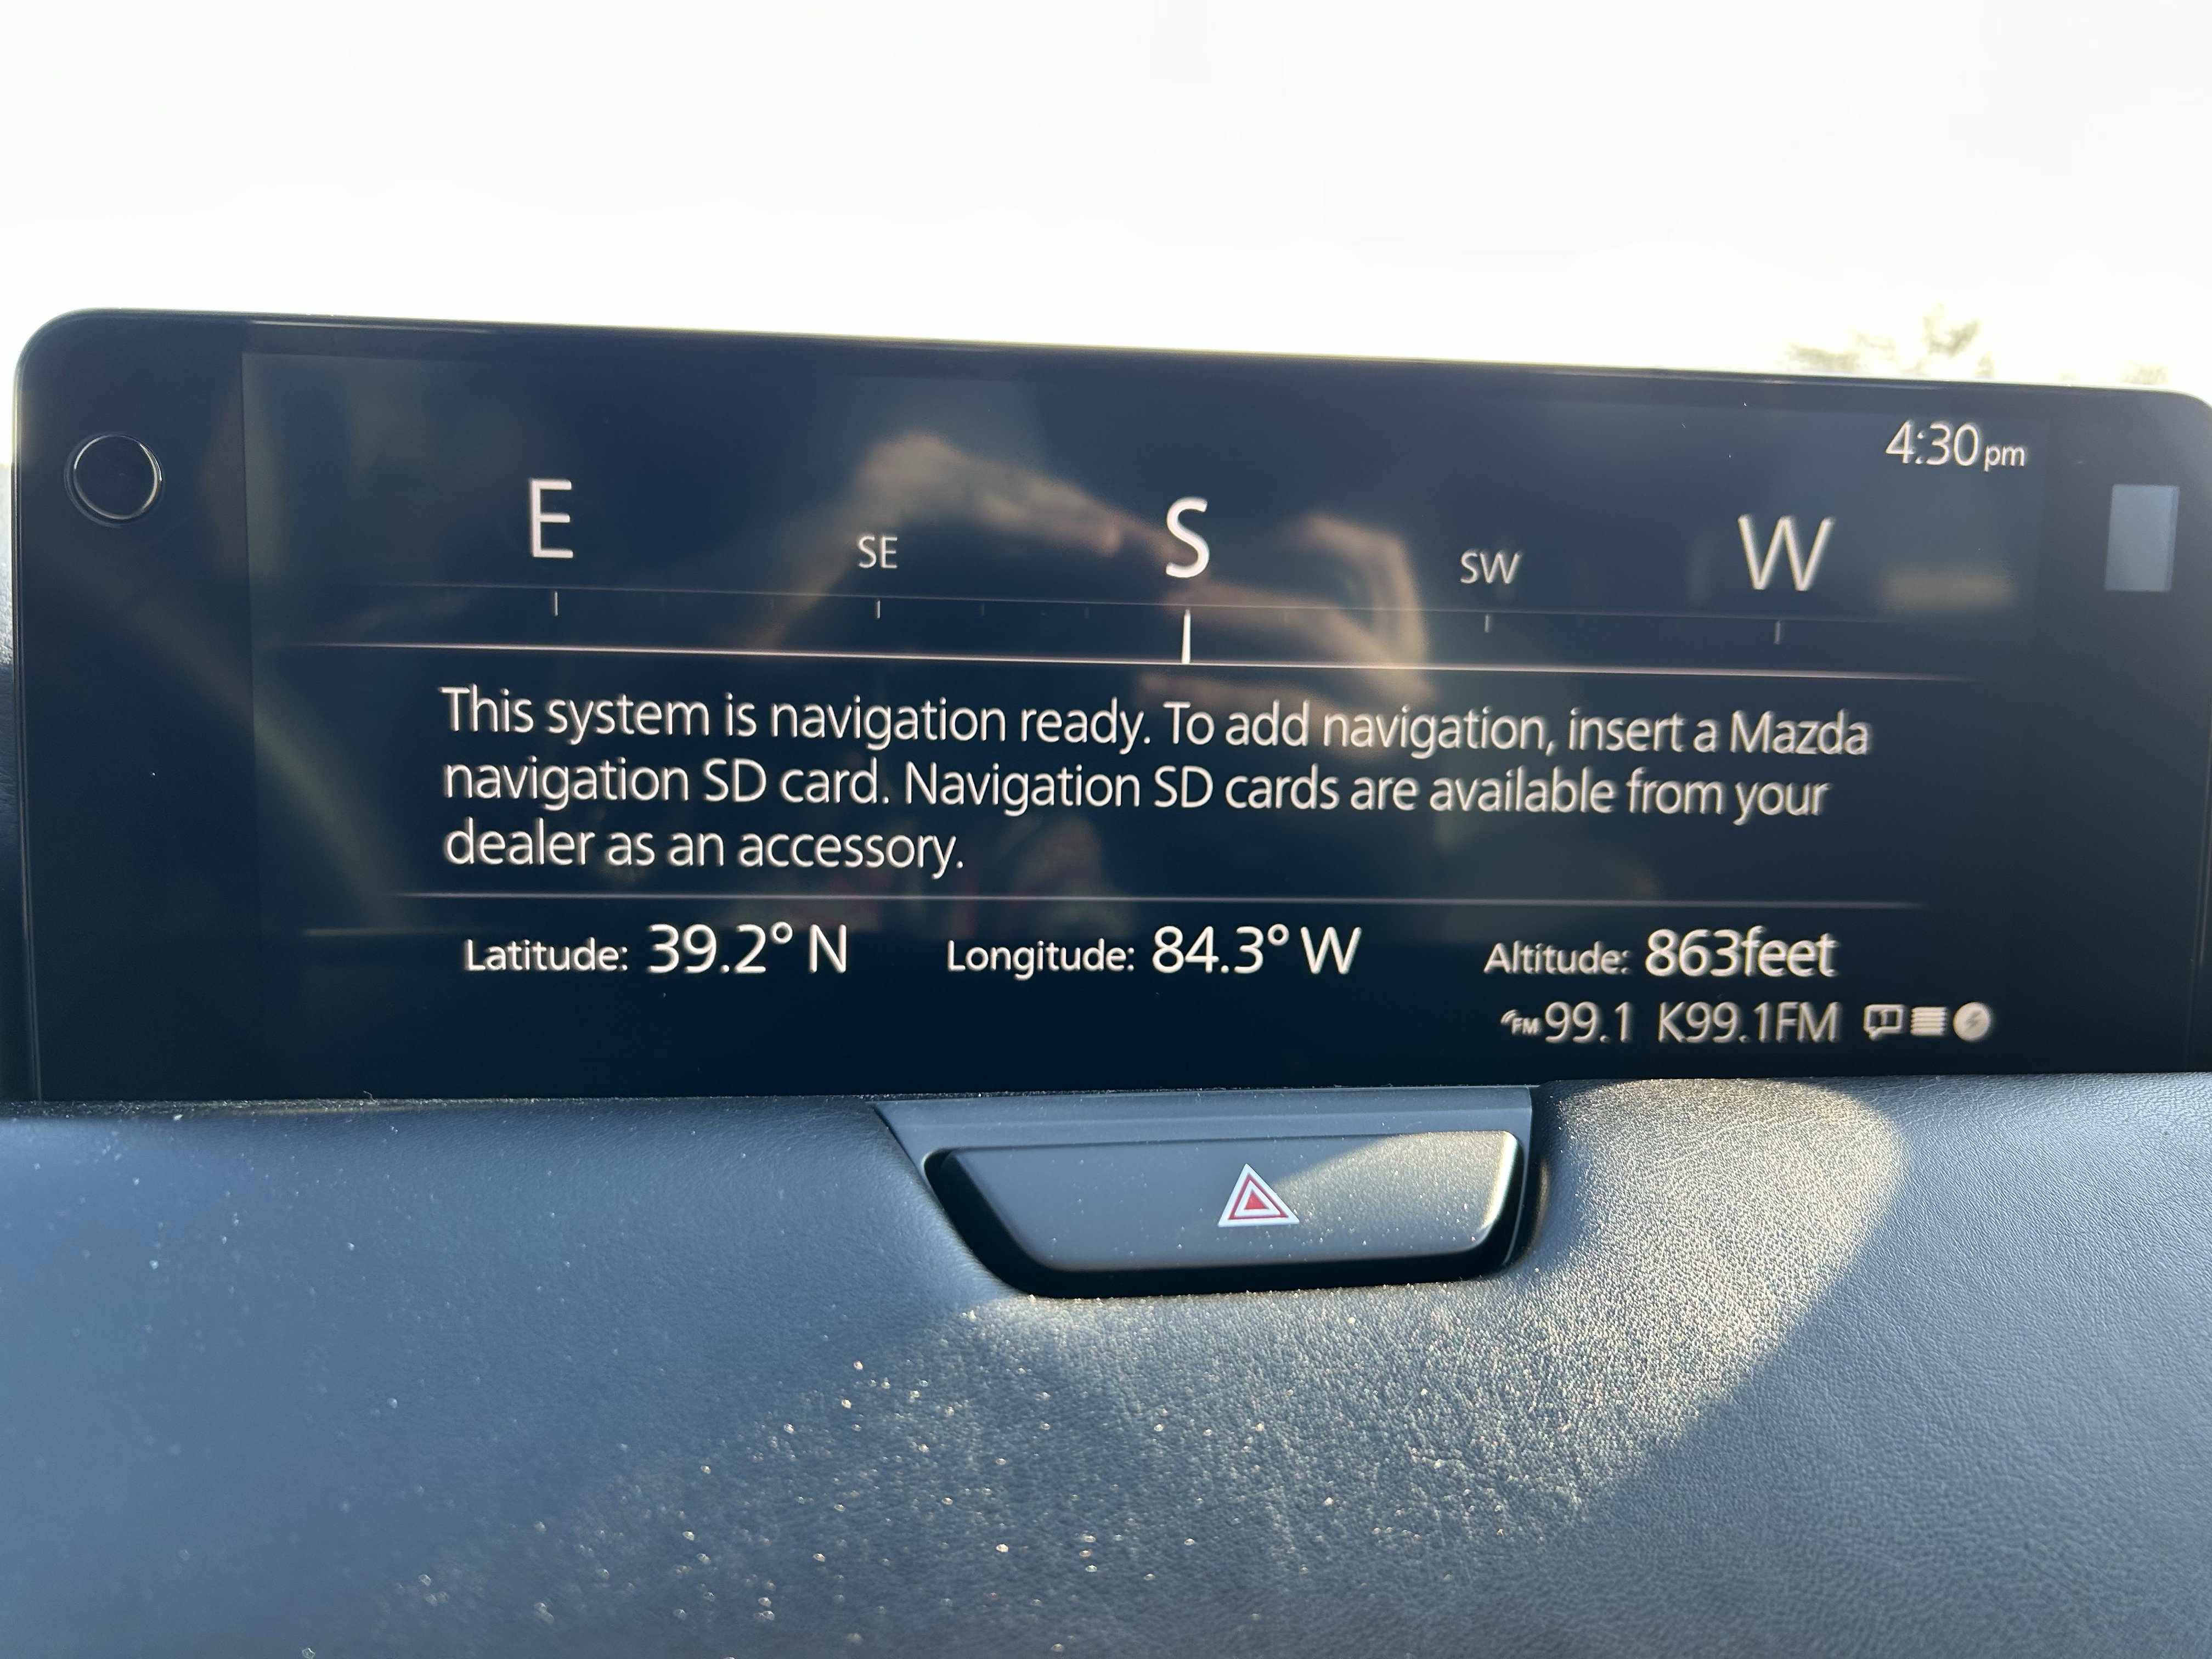 4:30pm
E SE S SW W
This system is navigation ready. To add navigation, insert a Mazda
navigation SD card. Navigation SD cards are available from your
dealer as an accessory.
Latitude: 39.2° N Longitude: 84.3° W Altitude: 863feet
FM 99.1 K99.1FM 1